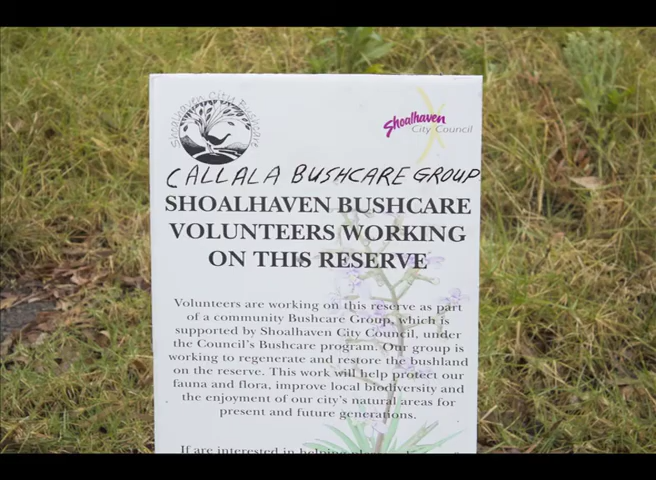 Shoalhaven City Bushcare
Shoalhaven
City Council
CALLALA BUSHCARE GROUP
SHOALHAVEN BUSHCARE
VOLUNTEERS WORKING
ON THIS RESERVE
Volunteers are working on this reserve as part
of a community Bushcare Group, which is
supported by Shoalhaven City Council, under
the Council's Bushcare program. Our group is
working to regenerate and restore the bushland
on the reserve. This work will help protect our
fauna and flora, improve local biodiversity and
the enjoyment of our city's natural areas for
present and future generations.
If are interested in helping